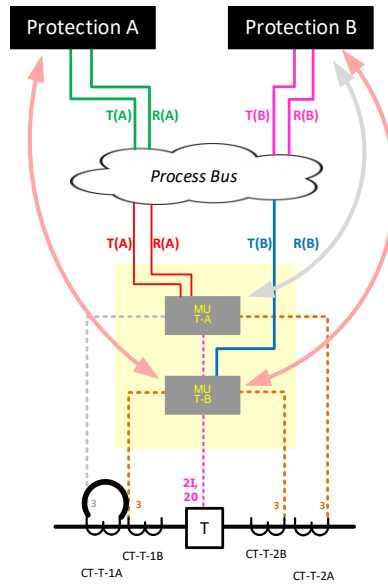 Protection A
Protection B
T(A) R(A)
T(B) R(B)
Process Bus
T(A) R(A)
T(B) R(B)
MU
T-A
MU
T-B
2I,
2O
3
3
3
3
T
CT-T-1A
CT-T-1B
CT-T-2B
CT-T-2A